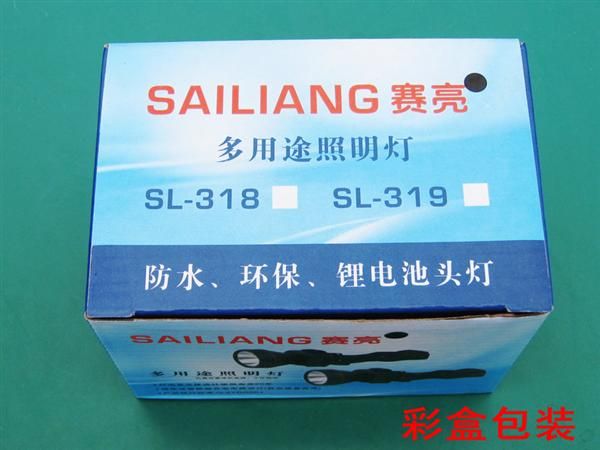 SAILIANG 赛亮
多用途照明灯
SL-318 SL-319
防水、环保、锂电池头灯
SAILIANG 赛亮
多用途照明灯
彩盒包装